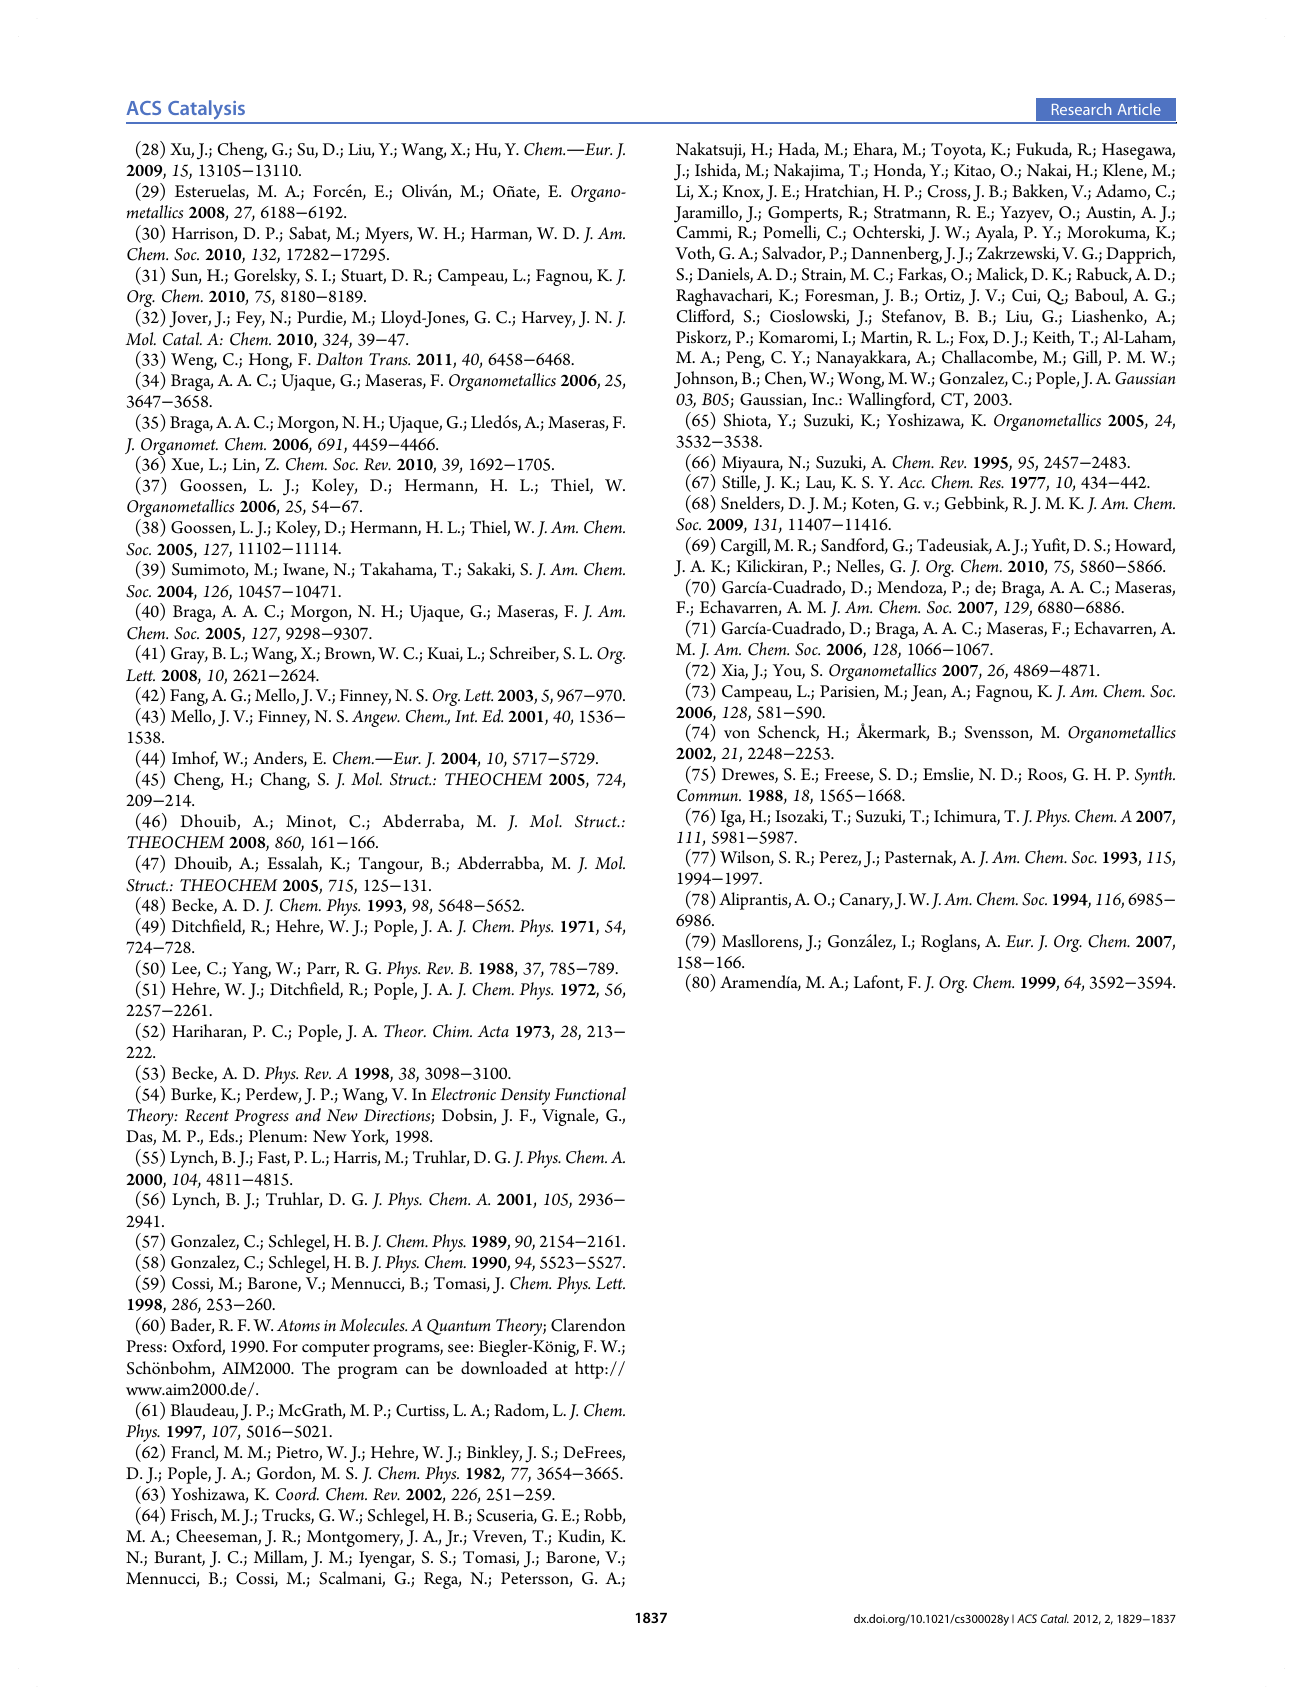 ACS Catalysis
Research Article
(28) Xu, J.; Cheng, G.; Su, D.; Liu, Y.; Wang, X.; Hu, Y. Chem.—Eur. J.
2009, 15, 13105−13110.
(29) Esteruelas, M. A.; Forcén, E.; Oliván, M.; Oñate, E. Organo-
metallics 2008, 27, 6188−6192.
(30) Harrison, D. P.; Sabat, M.; Myers, W. H.; Harman, W. D. J. Am.
Chem. Soc. 2010, 132, 17282−17295.
(31) Sun, H.; Gorelsky, S. I.; Stuart, D. R.; Campeau, L.; Fagnou, K. J.
Org. Chem. 2010, 75, 8180−8189.
(32) Jover, J.; Fey, N.; Purdie, M.; Lloyd-Jones, G. C.; Harvey, J. N. J.
Mol. Catal. A: Chem. 2010, 324, 39−47.
(33) Weng, C.; Hong, F. Dalton Trans. 2011, 40, 6458−6468.
(34) Braga, A. A. C.; Ujaque, G.; Maseras, F. Organometallics 2006, 25,
3647−3658.
(35) Braga, A. A. C.; Morgon, N. H.; Ujaque, G.; Lledós, A.; Maseras, F.
J. Organomet. Chem. 2006, 691, 4459−4466.
(36) Xue, L.; Lin, Z. Chem. Soc. Rev. 2010, 39, 1692−1705.
(37) Goossen, L. J.; Koley, D.; Hermann, H. L.; Thiel, W.
Organometallics 2006, 25, 54−67.
(38) Goossen, L. J.; Koley, D.; Hermann, H. L.; Thiel, W. J. Am. Chem.
Soc. 2005, 127, 11102−11114.
(39) Sumimoto, M.; Iwane, N.; Takahama, T.; Sakaki, S. J. Am. Chem.
Soc. 2004, 126, 10457−10471.
(40) Braga, A. A. C.; Morgon, N. H.; Ujaque, G.; Maseras, F. J. Am.
Chem. Soc. 2005, 127, 9298−9307.
(41) Gray, B. L.; Wang, X.; Brown, W. C.; Kuai, L.; Schreiber, S. L. Org.
Lett. 2008, 10, 2621−2624.
(42) Fang, A. G.; Mello, J. V.; Finney, N. S. Org. Lett. 2003, 5, 967−970.
(43) Mello, J. V.; Finney, N. S. Angew. Chem., Int. Ed. 2001, 40, 1536−
1538.
(44) Imhof, W.; Anders, E. Chem.—Eur. J. 2004, 10, 5717−5729.
(45) Cheng, H.; Chang, S. J. Mol. Struct.: THEOCHEM 2005, 724,
209−214.
(46) Dhouib, A.; Minot, C.; Abderraba, M. J. Mol. Struct.:
THEOCHEM 2008, 860, 161−166.
(47) Dhouib, A.; Essalah, K.; Tangour, B.; Abderrabba, M. J. Mol.
Struct.: THEOCHEM 2005, 715, 125−131.
(48) Becke, A. D. J. Chem. Phys. 1993, 98, 5648−5652.
(49) Ditchfield, R.; Hehre, W. J.; Pople, J. A. J. Chem. Phys. 1971, 54,
724−728.
(50) Lee, C.; Yang, W.; Parr, R. G. Phys. Rev. B. 1988, 37, 785−789.
(51) Hehre, W. J.; Ditchfield, R.; Pople, J. A. J. Chem. Phys. 1972, 56,
2257−2261.
(52) Hariharan, P. C.; Pople, J. A. Theor. Chim. Acta 1973, 28, 213−
222.
(53) Becke, A. D. Phys. Rev. A 1998, 38, 3098−3100.
(54) Burke, K.; Perdew, J. P.; Wang, V. In Electronic Density Functional
Theory: Recent Progress and New Directions; Dobsin, J. F., Vignale, G.,
Das, M. P., Eds.; Plenum: New York, 1998.
(55) Lynch, B. J.; Fast, P. L.; Harris, M.; Truhlar, D. G. J. Phys. Chem. A.
2000, 104, 4811−4815.
(56) Lynch, B. J.; Truhlar, D. G. J. Phys. Chem. A. 2001, 105, 2936−
2941.
(57) Gonzalez, C.; Schlegel, H. B. J. Chem. Phys. 1989, 90, 2154−2161.
(58) Gonzalez, C.; Schlegel, H. B. J. Phys. Chem. 1990, 94, 5523−5527.
(59) Cossi, M.; Barone, V.; Mennucci, B.; Tomasi, J. Chem. Phys. Lett.
1998, 286, 253−260.
(60) Bader, R. F. W. Atoms in Molecules. A Quantum Theory; Clarendon
Press: Oxford, 1990. For computer programs, see: Biegler-König, F. W.;
Schönbohm, AIM2000. The program can be downloaded at http://
www.aim2000.de/.
(61) Blaudeau, J. P.; McGrath, M. P.; Curtiss, L. A.; Radom, L. J. Chem.
Phys. 1997, 107, 5016−5021.
(62) Francl, M. M.; Pietro, W. J.; Hehre, W. J.; Binkley, J. S.; DeFrees,
D. J.; Pople, J. A.; Gordon, M. S. J. Chem. Phys. 1982, 77, 3654−3665.
(63) Yoshizawa, K. Coord. Chem. Rev. 2002, 226, 251−259.
(64) Frisch, M. J.; Trucks, G. W.; Schlegel, H. B.; Scuseria, G. E.; Robb,
M. A.; Cheeseman, J. R.; Montgomery, J. A., Jr.; Vreven, T.; Kudin, K.
N.; Burant, J. C.; Millam, J. M.; Iyengar, S. S.; Tomasi, J.; Barone, V.;
Mennucci, B.; Cossi, M.; Scalmani, G.; Rega, N.; Petersson, G. A.;
Nakatsuji, H.; Hada, M.; Ehara, M.; Toyota, K.; Fukuda, R.; Hasegawa,
J.; Ishida, M.; Nakajima, T.; Honda, Y.; Kitao, O.; Nakai, H.; Klene, M.;
Li, X.; Knox, J. E.; Hratchian, H. P.; Cross, J. B.; Bakken, V.; Adamo, C.;
Jaramillo, J.; Gomperts, R.; Stratmann, R. E.; Yazyev, O.; Austin, A. J.;
Cammi, R.; Pomelli, C.; Ochterski, J. W.; Ayala, P. Y.; Morokuma, K.;
Voth, G. A.; Salvador, P.; Dannenberg, J. J.; Zakrzewski, V. G.; Dapprich,
S.; Daniels, A. D.; Strain, M. C.; Farkas, O.; Malick, D. K.; Rabuck, A. D.;
Raghavachari, K.; Foresman, J. B.; Ortiz, J. V.; Cui, Q.; Baboul, A. G.;
Clifford, S.; Cioslowski, J.; Stefanov, B. B.; Liu, G.; Liashenko, A.;
Piskorz, P.; Komaromi, I.; Martin, R. L.; Fox, D. J.; Keith, T.; Al-Laham,
M. A.; Peng, C. Y.; Nanayakkara, A.; Challacombe, M.; Gill, P. M. W.;
Johnson, B.; Chen, W.; Wong, M. W.; Gonzalez, C.; Pople, J. A. Gaussian
03, B05; Gaussian, Inc.: Wallingford, CT, 2003.
(65) Shiota, Y.; Suzuki, K.; Yoshizawa, K. Organometallics 2005, 24,
3532−3538.
(66) Miyaura, N.; Suzuki, A. Chem. Rev. 1995, 95, 2457−2483.
(67) Stille, J. K.; Lau, K. S. Y. Acc. Chem. Res. 1977, 10, 434−442.
(68) Snelders, D. J. M.; Koten, G. v.; Gebbink, R. J. M. K. J. Am. Chem.
Soc. 2009, 131, 11407−11416.
(69) Cargill, M. R.; Sandford, G.; Tadeusiak, A. J.; Yufit, D. S.; Howard,
J. A. K.; Kilickiran, P.; Nelles, G. J. Org. Chem. 2010, 75, 5860−5866.
(70) García-Cuadrado, D.; Mendoza, P.; de; Braga, A. A. C.; Maseras,
F.; Echavarren, A. M. J. Am. Chem. Soc. 2007, 129, 6880−6886.
(71) García-Cuadrado, D.; Braga, A. A. C.; Maseras, F.; Echavarren, A.
M. J. Am. Chem. Soc. 2006, 128, 1066−1067.
(72) Xia, J.; You, S. Organometallics 2007, 26, 4869−4871.
(73) Campeau, L.; Parisien, M.; Jean, A.; Fagnou, K. J. Am. Chem. Soc.
2006, 128, 581−590.
(74) von Schenck, H.; Åkermark, B.; Svensson, M. Organometallics
2002, 21, 2248−2253.
(75) Drewes, S. E.; Freese, S. D.; Emslie, N. D.; Roos, G. H. P. Synth.
Commun. 1988, 18, 1565−1668.
(76) Iga, H.; Isozaki, T.; Suzuki, T.; Ichimura, T. J. Phys. Chem. A 2007,
111, 5981−5987.
(77) Wilson, S. R.; Perez, J.; Pasternak, A. J. Am. Chem. Soc. 1993, 115,
1994−1997.
(78) Aliprantis, A. O.; Canary, J. W. J. Am. Chem. Soc. 1994, 116, 6985−
6986.
(79) Masllorens, J.; González, I.; Roglans, A. Eur. J. Org. Chem. 2007,
158−166.
(80) Aramendía, M. A.; Lafont, F. J. Org. Chem. 1999, 64, 3592−3594.
1837
dx.doi.org/10.1021/cs300028y | ACS Catal. 2012, 2, 1829−1837